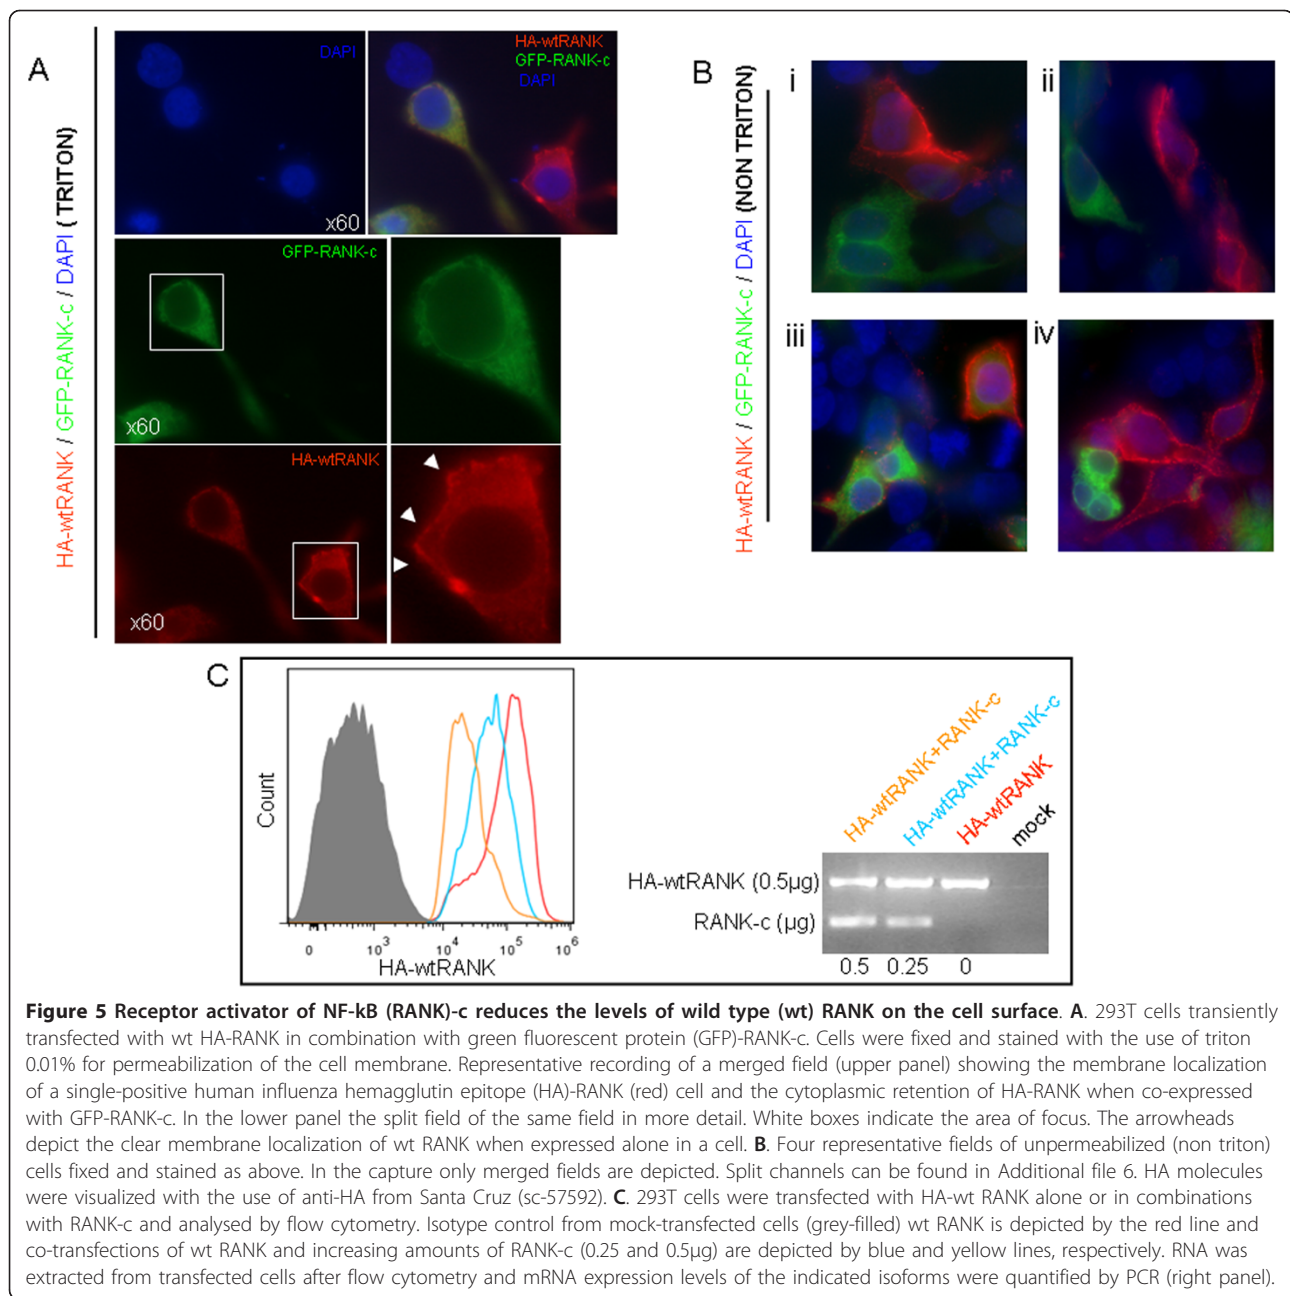 A
HA-wtRANK / GFP-RANK-c / DAPI ( TRITON)
DAPI
x60
HA-wtRANK
GFP-RANK-c
DAPI
GFP-RANK-c
x60
HA-wtRANK
x60
B
HA-wtRANK / GFP-RANK-c / DAPI (NON TRITON)
i
ii
iii
iv
C
Count
0 10³ 10⁴ 10⁵ 10⁶
HA-wtRANK
HA-wtRANK+RANK-c
HA-wtRANK+RANK-c
HA-wtRANK
mock
HA-wtRANK (0.5µg)
RANK-c (µg)
0.5 0.25 0
Figure 5 Receptor activator of NF-kB (RANK)-c reduces the levels of wild type (wt) RANK on the cell surface. A. 293T cells transiently
transfected with wt HA-RANK in combination with green fluorescent protein (GFP)-RANK-c. Cells were fixed and stained with the use of triton
0.01% for permeabilization of the cell membrane. Representative recording of a merged field (upper panel) showing the membrane localization
of a single-positive human influenza hemagglutin epitope (HA)-RANK (red) cell and the cytoplasmic retention of HA-RANK when co-expressed
with GFP-RANK-c. In the lower panel the split field of the same field in more detail. White boxes indicate the area of focus. The arrowheads
depict the clear membrane localization of wt RANK when expressed alone in a cell. B. Four representative fields of unpermeabilized (non triton)
cells fixed and stained as above. In the capture only merged fields are depicted. Split channels can be found in Additional file 6. HA molecules
were visualized with the use of anti-HA from Santa Cruz (sc-57592). C. 293T cells were transfected with HA-wt RANK alone or in combinations
with RANK-c and analysed by flow cytometry. Isotype control from mock-transfected cells (grey-filled) wt RANK is depicted by the red line and
co-transfections of wt RANK and increasing amounts of RANK-c (0.25 and 0.5µg) are depicted by blue and yellow lines, respectively. RNA was
extracted from transfected cells after flow cytometry and mRNA expression levels of the indicated isoforms were quantified by PCR (right panel).